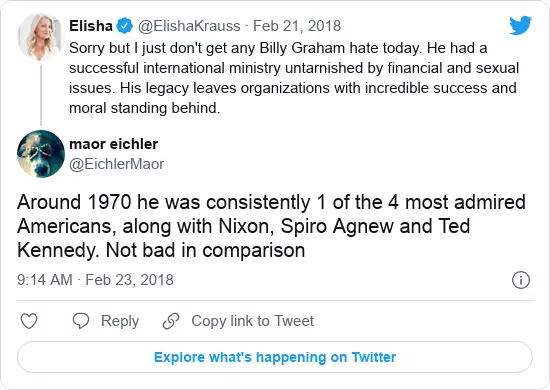 Elisha @ElishaKrauss · Feb 21, 2018
Sorry but I just don't get any Billy Graham hate today. He had a
successful international ministry untarnished by financial and sexual
issues. His legacy leaves organizations with incredible success and
moral standing behind.
maor eichler
@EichlerMaor
Around 1970 he was consistently 1 of the 4 most admired
Americans, along with Nixon, Spiro Agnew and Ted
Kennedy. Not bad in comparison
9:14 AM · Feb 23, 2018
Reply Copy link to Tweet
Explore what's happening on Twitter